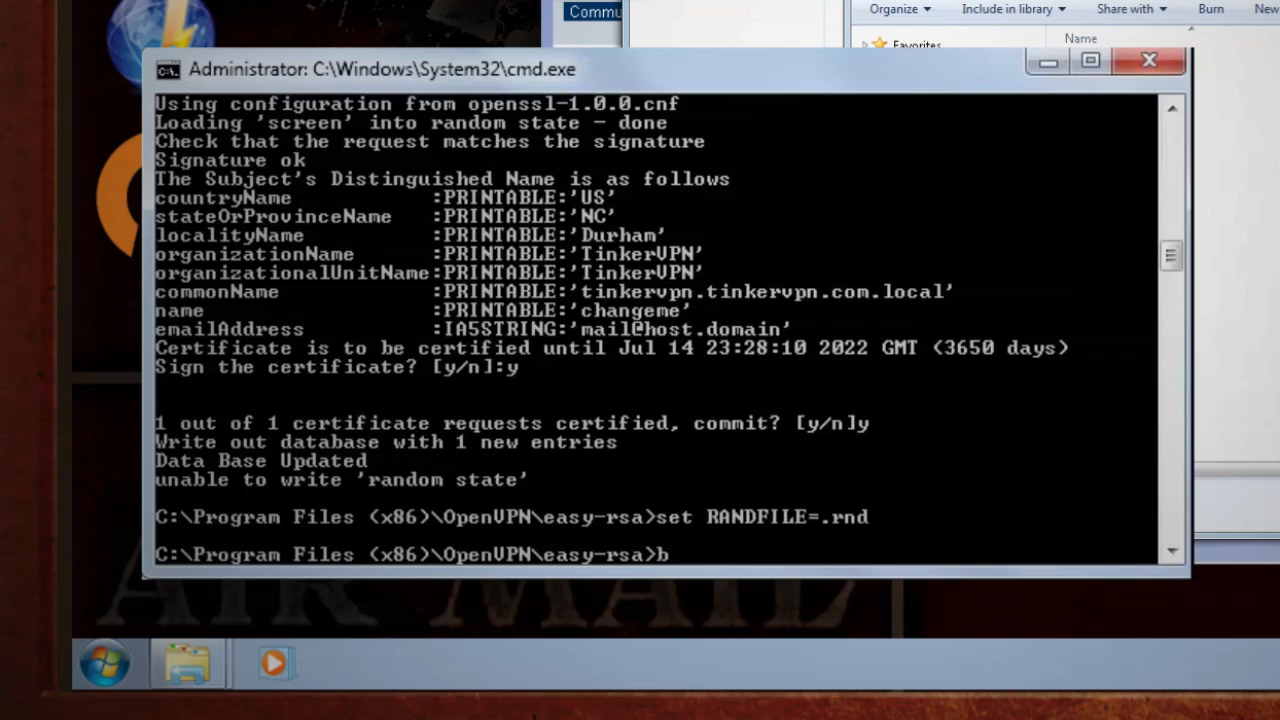 Commu
Organize
Include in library
Share with
Burn
New
Favorites
Name
Administrator: C:\Windows\System32\cmd.exe
C:\.
Using configuration from openssl-1.0.0.cnf
Loading 'screen' into random state - done
Check that the request matches the signature
Signature ok
The Subject's Distinguished Name is as follows
countryName           :PRINTABLE:'US'
stateOrProvinceName   :PRINTABLE:'NC'
localityName          :PRINTABLE:'Durham'
organizationName      :PRINTABLE:'TinkerVPN'
organizationalUnitName:PRINTABLE:'TinkerVPN'
commonName            :PRINTABLE:'tinkervpn.tinkervpn.com.local'
name                  :PRINTABLE:'changeme'
emailAddress          :IA5STRING:'mail@host.domain'
Certificate is to be certified until Jul 14 23:28:10 2022 GMT (3650 days)
Sign the certificate? [y/n]:y
1 out of 1 certificate requests certified, commit? [y/n]y
Write out database with 1 new entries
Data Base Updated
unable to write 'random state'
C:\Program Files (x86)\OpenVPN\easy-rsa>set RANDFILE=.rnd
C:\Program Files (x86)\OpenVPN\easy-rsa>b
AIR MAIL